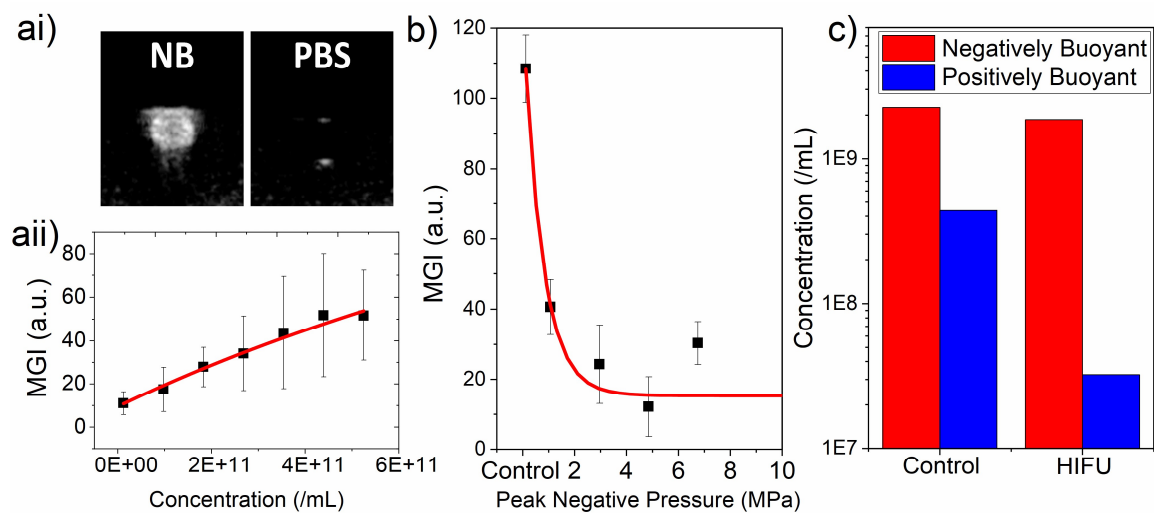 ai)
NB
PBS
aii)
MGI (a.u.)
80
60
40
20
0
0E+00
2E+11
4E+11
6E+11
Concentration (/mL)
b)
MGI (a.u.)
120
100
80
60
40
20
0
Control
2
4
6
8
10
Peak Negative Pressure (MPa)
c)
Negatively Buoyant
Positively Buoyant
Concentration (/mL)
1E9
1E8
1E7
Control
HIFU